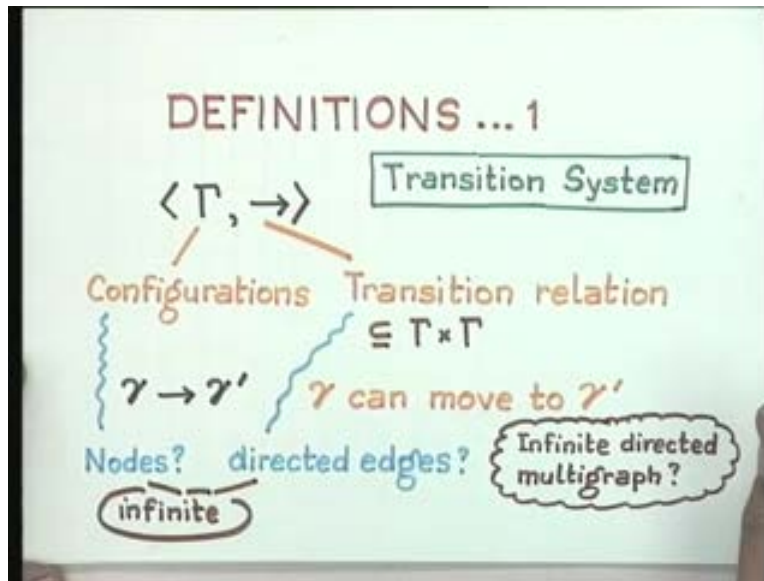 DEFINITIONS ... 1
Transition System
⟨ Γ, → ⟩
Configurations Transition relation
⊆ Γ × Γ
γ → γ' γ can move to γ'
Nodes? directed edges?
Infinite directed
multigraph?
infinite